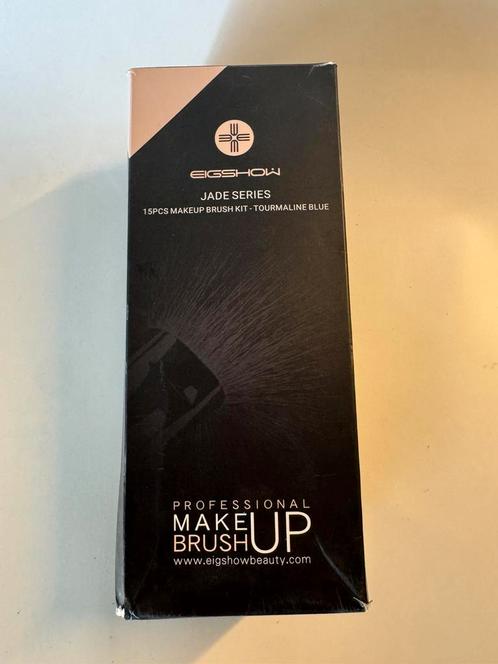 EIGSHOW
JADE SERIES
15PCS MAKEUP BRUSH KIT - TOURMALINE BLUE
PROFESSIONAL
MAKE UP
BRUSH
www.eigshowbeauty.com